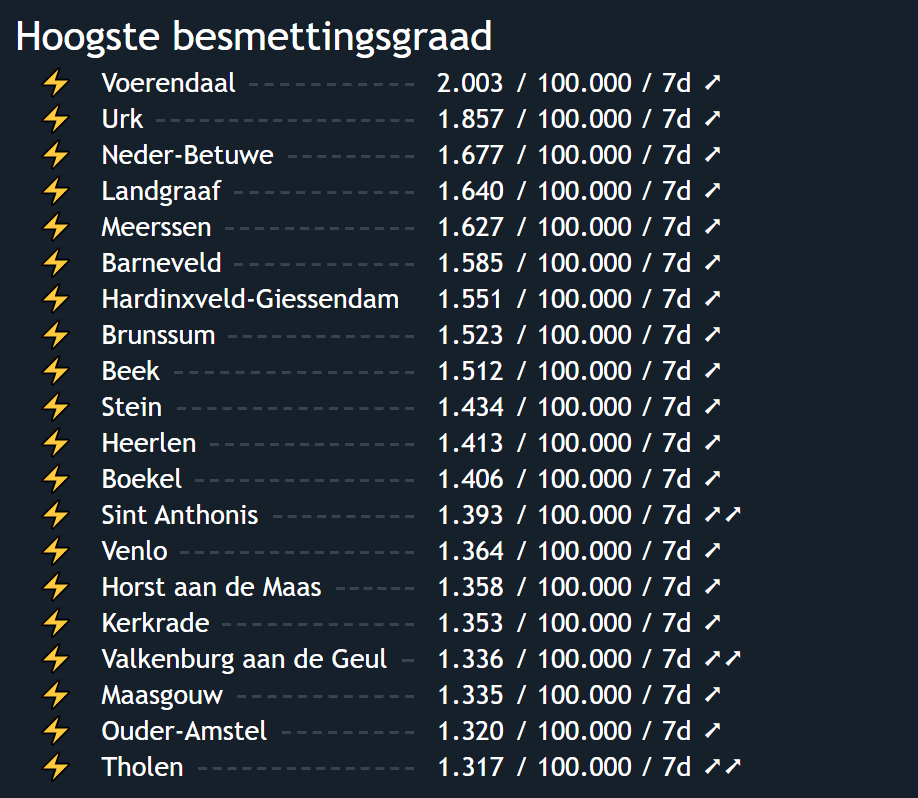 Hoogste besmettingsgraad
⚡ Voerendaal 2.003 / 100.000 / 7d ➚
⚡ Urk 1.857 / 100.000 / 7d ➚
⚡ Neder-Betuwe 1.677 / 100.000 / 7d ➚
⚡ Landgraaf 1.640 / 100.000 / 7d ➚
⚡ Meerssen 1.627 / 100.000 / 7d ➚
⚡ Barneveld 1.585 / 100.000 / 7d ➚
⚡ Hardinxveld-Giessendam 1.551 / 100.000 / 7d ➚
⚡ Brunssum 1.523 / 100.000 / 7d ➚
⚡ Beek 1.512 / 100.000 / 7d ➚
⚡ Stein 1.434 / 100.000 / 7d ➚
⚡ Heerlen 1.413 / 100.000 / 7d ➚
⚡ Boekel 1.406 / 100.000 / 7d ➚
⚡ Sint Anthonis 1.393 / 100.000 / 7d ➚➚
⚡ Venlo 1.364 / 100.000 / 7d ➚
⚡ Horst aan de Maas 1.358 / 100.000 / 7d ➚
⚡ Kerkrade 1.353 / 100.000 / 7d ➚
⚡ Valkenburg aan de Geul 1.336 / 100.000 / 7d ➚➚
⚡ Maasgouw 1.335 / 100.000 / 7d ➚
⚡ Ouder-Amstel 1.320 / 100.000 / 7d ➚
⚡ Tholen 1.317 / 100.000 / 7d ➚➚